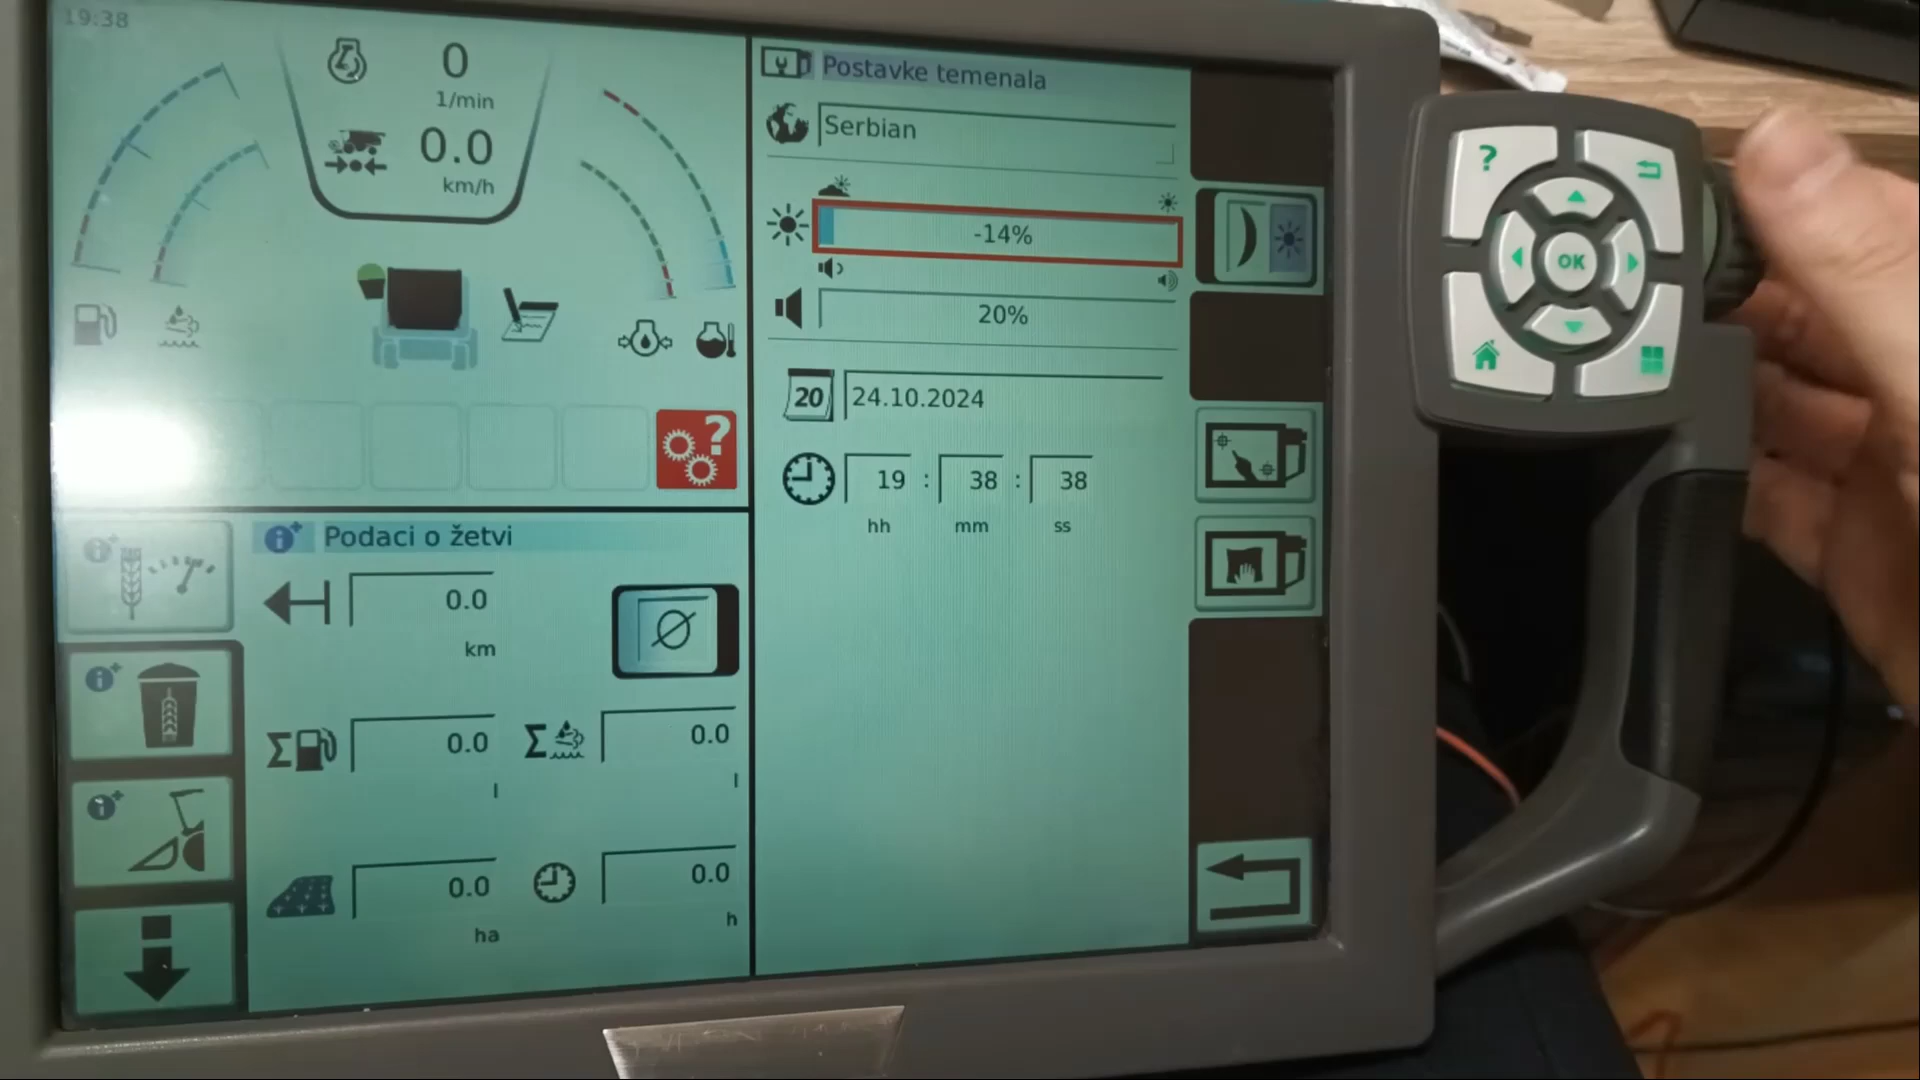 19:38
0
1/min
0.0
km/h
?
Podaci o žetvi
0.0
km
0.0
l
0.0
l
0.0
ha
0.0
h
Postavke temenala
Serbian
-14%
20%
20
24.10.2024
19 : 38 : 38
hh mm ss
?
OK